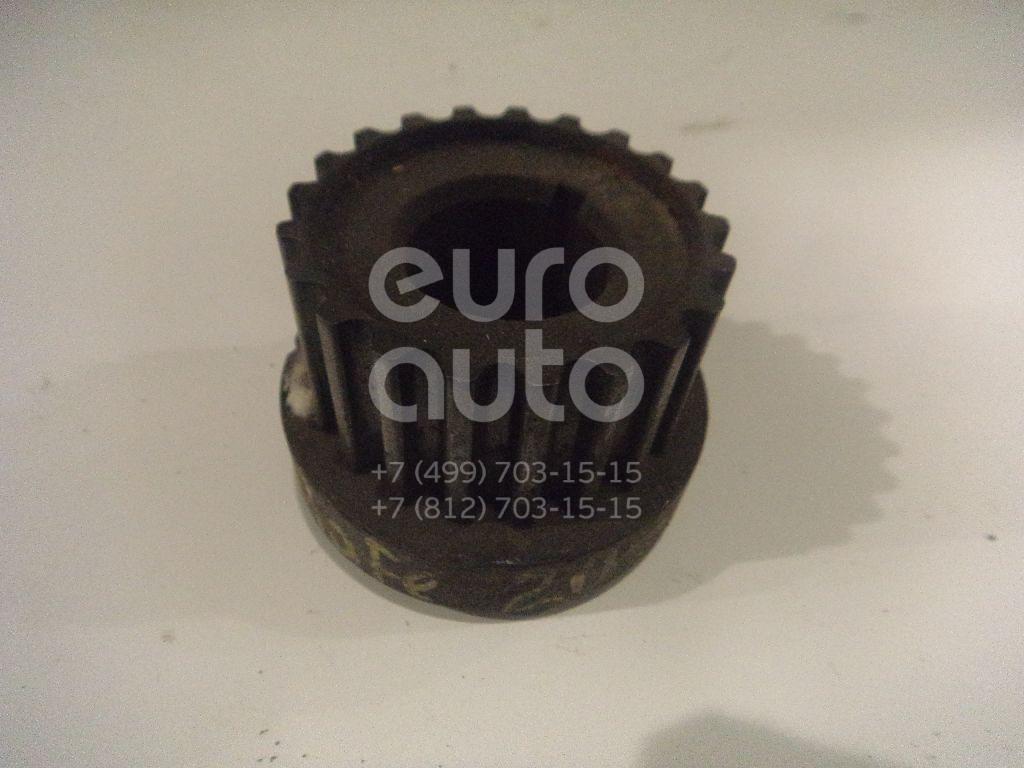 euro
auto
+7 (499) 703-15-15
+7 (812) 703-15-15